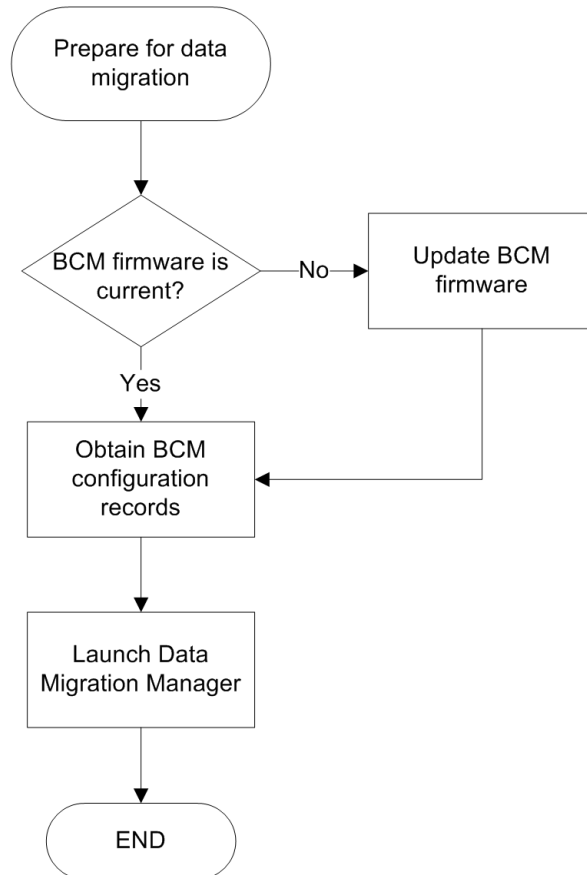 Prepare for data
migration
BCM firmware is
current?
No
Update BCM
firmware
Yes
Obtain BCM
configuration
records
Launch Data
Migration Manager
END